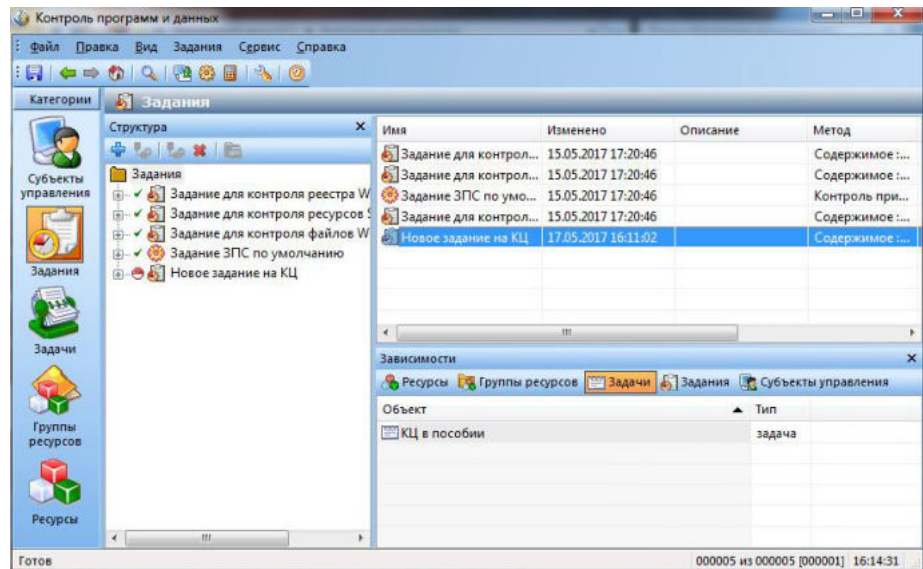 Контроль программ и данных
Файл Правка Вид Задания Сервис Справка
Категории
Задания
Субъекты управления
Задания
Задачи
Группы ресурсов
Ресурсы
Структура
Задания
Задание для контроля реестра W
Задание для контроля ресурсов S
Задание для контроля файлов W
Задание ЗПС по умолчанию
Новое задание на КЦ
Имя Изменено Описание Метод
Задание для контрол... 15.05.2017 17:20:46 Содержимое :...
Задание для контрол... 15.05.2017 17:20:46 Содержимое :...
Задание ЗПС по умо... 15.05.2017 17:20:46 Контроль при...
Задание для контрол... 15.05.2017 17:20:46 Содержимое :...
Новое задание на КЦ 17.05.2017 16:11:02 Содержимое :...
Зависимости
Ресурсы Группы ресурсов Задачи Задания Субъекты управления
Объект Тип
КЦ в пособии задача
Готов 000005 из 000005 [000001] 16:14:31